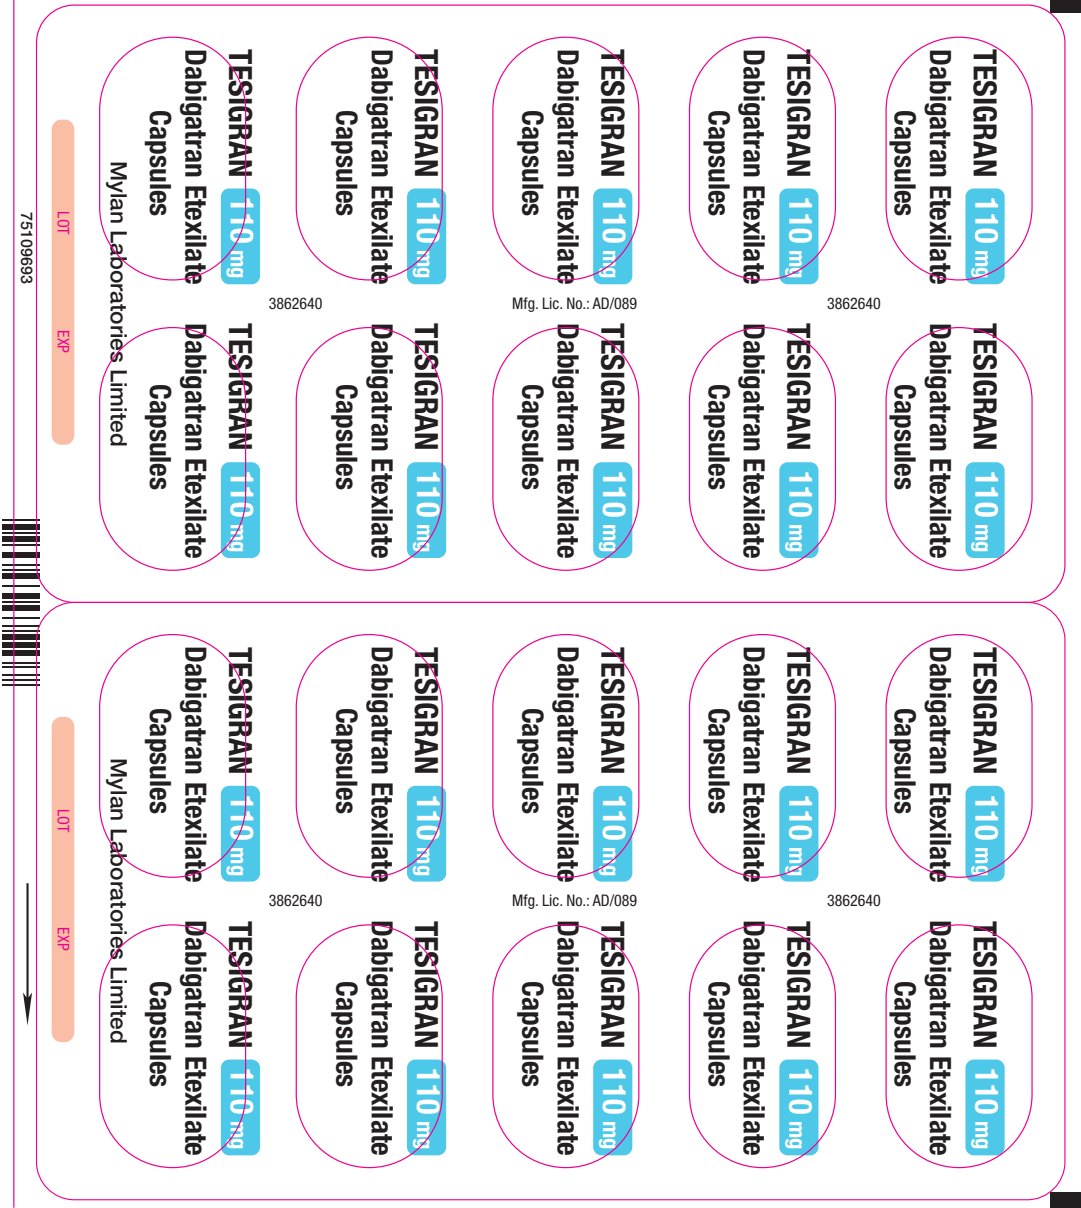 TESIGRAN 110 mg
Dabigatran Etexilate
Capsules
TESIGRAN 110 mg
Dabigatran Etexilate
Capsules
3862640
TESIGRAN 110 mg
Dabigatran Etexilate
Capsules
TESIGRAN 110 mg
Dabigatran Etexilate
Capsules
TESIGRAN 110 mg
Dabigatran Etexilate
Capsules
TESIGRAN 110 mg
Dabigatran Etexilate
Capsules
Mfg. Lic. No.: AD/089
TESIGRAN 110 mg
Dabigatran Etexilate
Capsules
TESIGRAN 110 mg
Dabigatran Etexilate
Capsules
3862640
TESIGRAN 110 mg
Dabigatran Etexilate
Capsules
TESIGRAN 110 mg
Dabigatran Etexilate
Capsules
Mylan Laboratories Limited
LOT EXP
75109693
TESIGRAN 110 mg
Dabigatran Etexilate
Capsules
TESIGRAN 110 mg
Dabigatran Etexilate
Capsules
3862640
TESIGRAN 110 mg
Dabigatran Etexilate
Capsules
TESIGRAN 110 mg
Dabigatran Etexilate
Capsules
TESIGRAN 110 mg
Dabigatran Etexilate
Capsules
TESIGRAN 110 mg
Dabigatran Etexilate
Capsules
Mfg. Lic. No.: AD/089
TESIGRAN 110 mg
Dabigatran Etexilate
Capsules
TESIGRAN 110 mg
Dabigatran Etexilate
Capsules
3862640
TESIGRAN 110 mg
Dabigatran Etexilate
Capsules
TESIGRAN 110 mg
Dabigatran Etexilate
Capsules
Mylan Laboratories Limited
LOT EXP